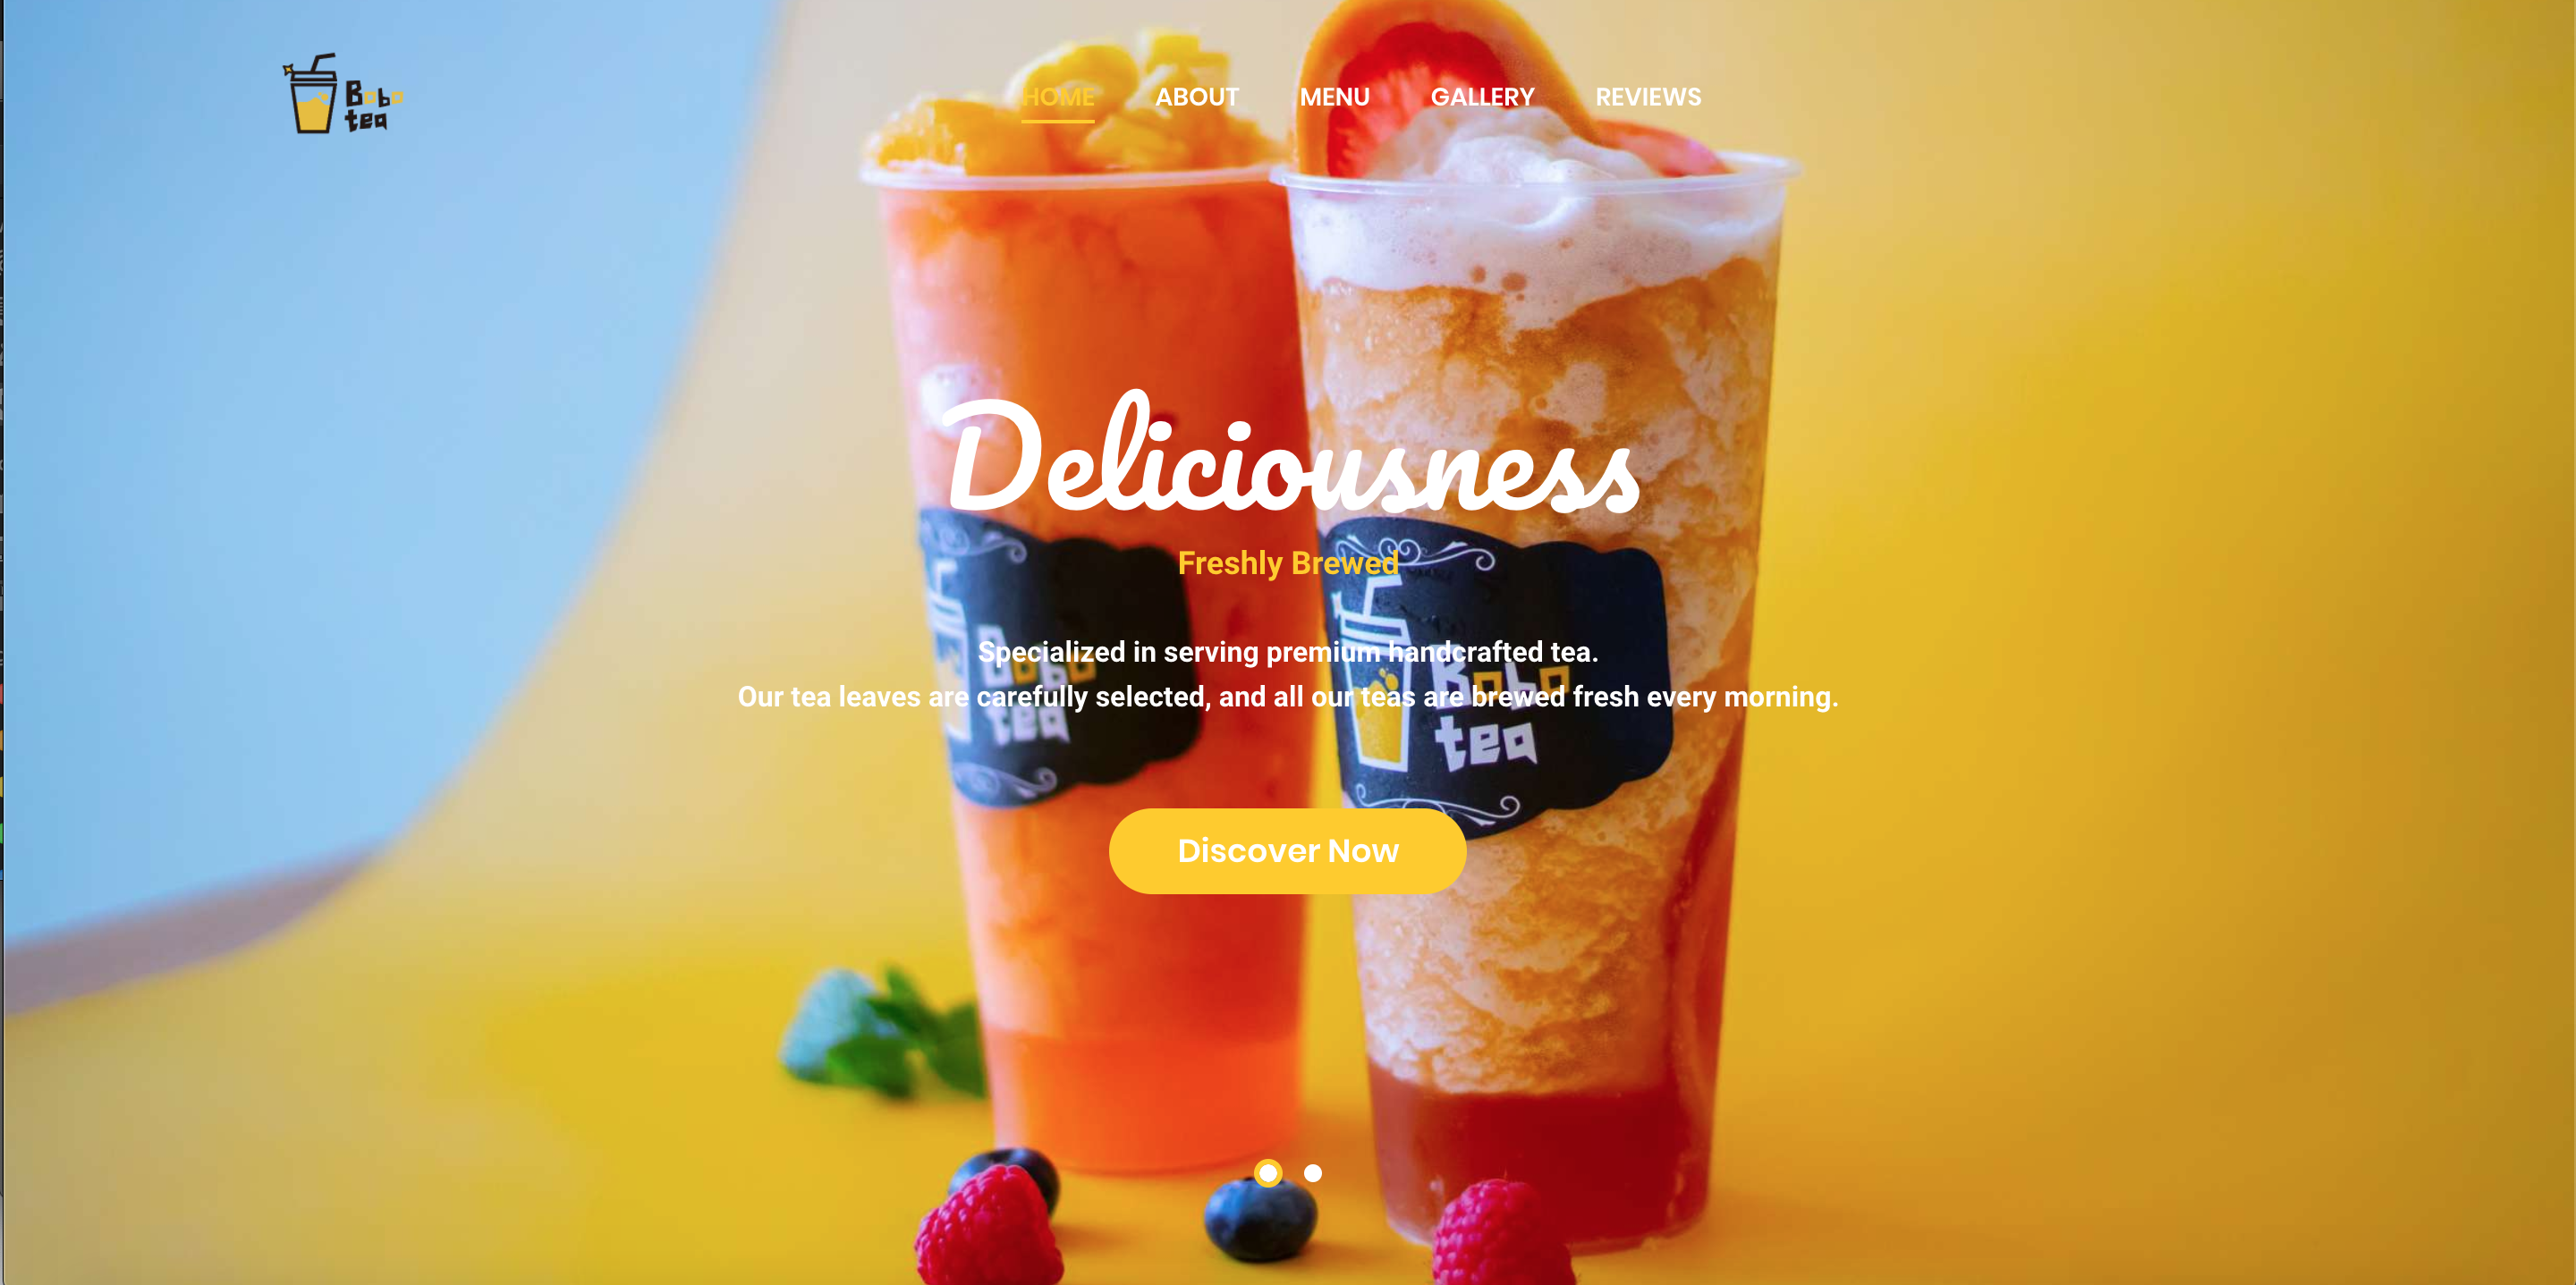 Bobo
tea
HOME ABOUT MENU GALLERY REVIEWS
Deliciousness
Freshly Brewed
Specialized in serving premium handcrafted tea.
Our tea leaves are carefully selected, and all our teas are brewed fresh every morning.
Bobo
tea
Bobo
tea
Discover Now